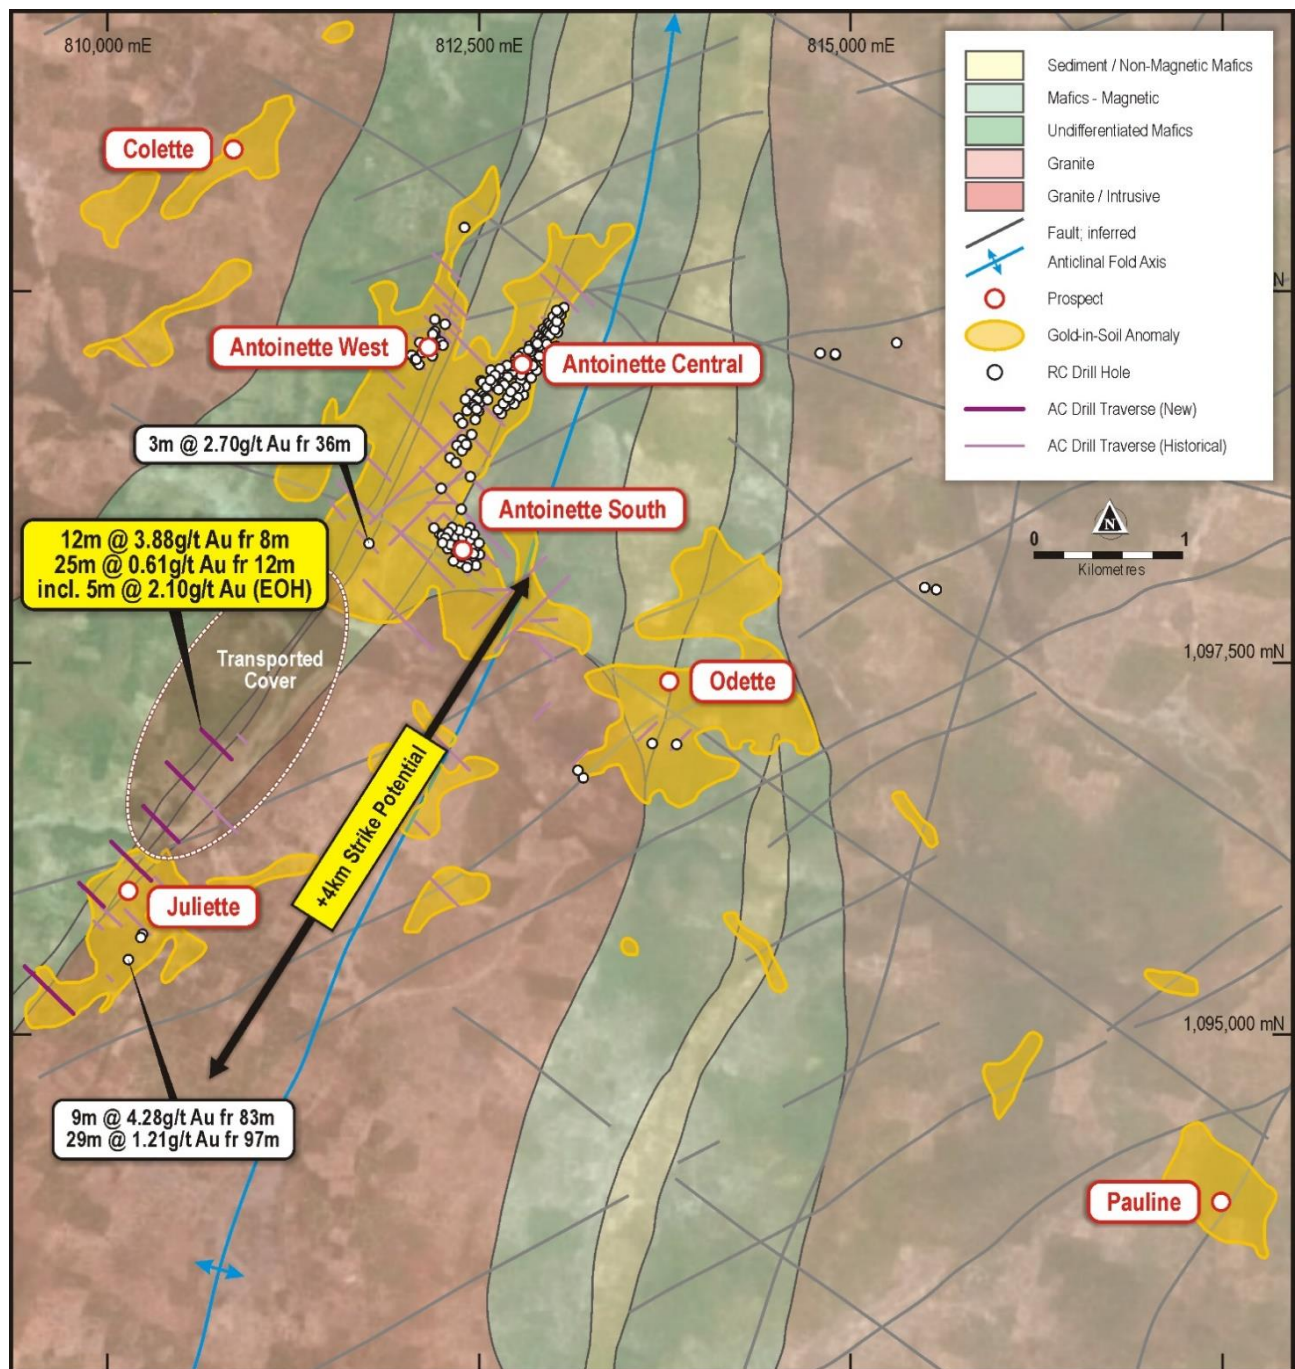 810,000 mE
812,500 mE
815,000 mE
Sediment / Non-Magnetic Mafics
Mafics - Magnetic
Undifferentiated Mafics
Granite
Granite / Intrusive
Fault; inferred
Anticlinal Fold Axis
Prospect
Gold-in-Soil Anomaly
RC Drill Hole
AC Drill Traverse (New)
AC Drill Traverse (Historical)
N
N
0 1
Kilometres
Colette
Antoinette West
Antoinette Central
3m @ 2.70g/t Au fr 36m
Antoinette South
12m @ 3.88g/t Au fr 8m
25m @ 0.61g/t Au fr 12m
incl. 5m @ 2.10g/t Au (EOH)
Transported
Cover
1,097,500 mN
Odette
+4km Strike Potential
Juliette
1,095,000 mN
9m @ 4.28g/t Au fr 83m
29m @ 1.21g/t Au fr 97m
Pauline